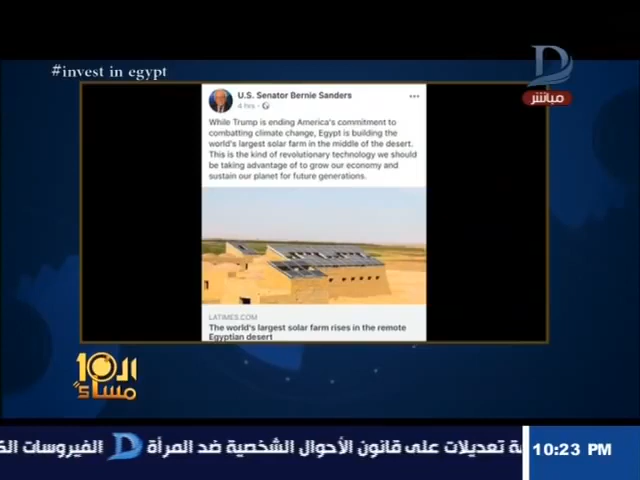 #invest in egypt
مباشر
U.S. Senator Bernie Sanders
4 hrs
While Trump is ending America's commitment to
combatting climate change, Egypt is building the
world's largest solar farm in the middle of the desert.
This is the kind of revolutionary technology we should
be taking advantage of to grow our economy and
sustain our planet for future generations.
LATIMES.COM
The world's largest solar farm rises in the remote
Egyptian desert
الـ10
مساءً
تعديلات على قانون الأحوال الشخصية ضد المرأة
الفيروسات
10:23 PM